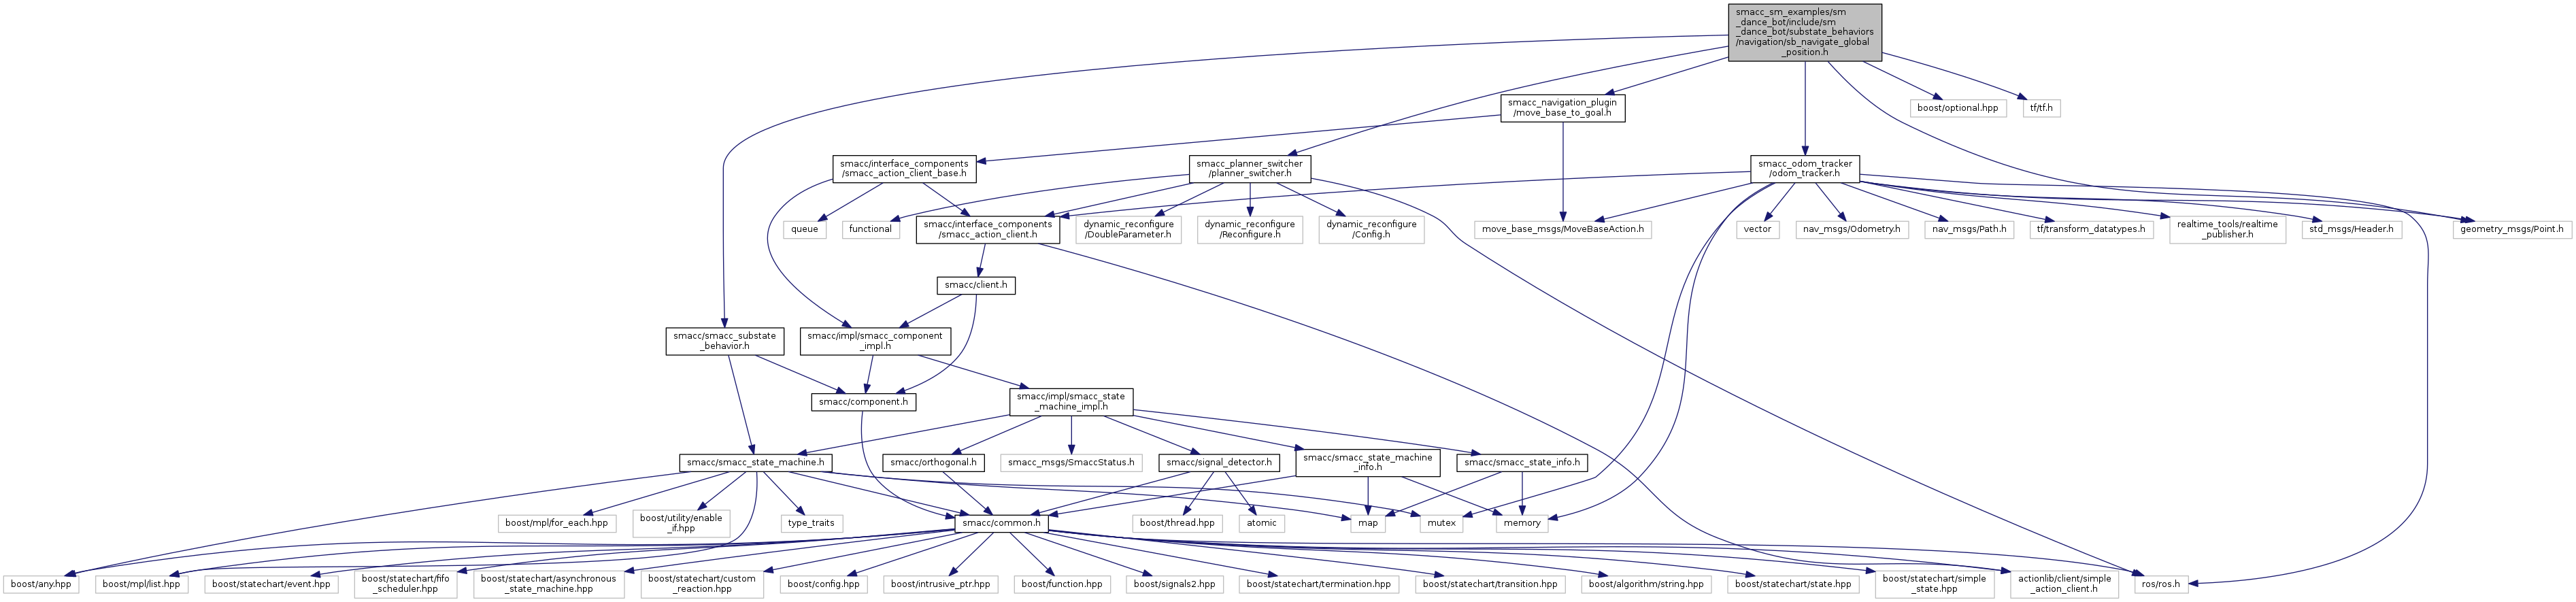 smacc_sm_examples/sm
_dance_bot/include/sm
_dance_bot/substate_behaviors
/navigation/sb_navigate_global
_position.h
smacc_navigation_plugin
/move_base_to_goal.h
boost/optional.hpp
tf/tf.h
smacc/interface_components
/smacc_action_client_base.h
smacc_planner_switcher
/planner_switcher.h
smacc_odom_tracker
/odom_tracker.h
queue
functional
smacc/interface_components
/smacc_action_client.h
dynamic_reconfigure
/DoubleParameter.h
dynamic_reconfigure
/Reconfigure.h
dynamic_reconfigure
/Config.h
move_base_msgs/MoveBaseAction.h
vector
nav_msgs/Odometry.h
nav_msgs/Path.h
tf/transform_datatypes.h
realtime_tools/realtime
_publisher.h
std_msgs/Header.h
geometry_msgs/Point.h
smacc/client.h
smacc/smacc_substate
_behavior.h
smacc/impl/smacc_component
_impl.h
smacc/component.h
smacc/impl/smacc_state
_machine_impl.h
smacc/smacc_state_machine.h
smacc/orthogonal.h
smacc_msgs/SmaccStatus.h
smacc/signal_detector.h
smacc/smacc_state_machine
_info.h
smacc/smacc_state_info.h
boost/mpl/for_each.hpp
boost/utility/enable
_if.hpp
type_traits
smacc/common.h
boost/thread.hpp
atomic
map
mutex
memory
boost/any.hpp
boost/mpl/list.hpp
boost/statechart/event.hpp
boost/statechart/fifo
_scheduler.hpp
boost/statechart/asynchronous
_state_machine.hpp
boost/statechart/custom
_reaction.hpp
boost/config.hpp
boost/intrusive_ptr.hpp
boost/function.hpp
boost/signals2.hpp
boost/statechart/termination.hpp
boost/statechart/transition.hpp
boost/algorithm/string.hpp
boost/statechart/state.hpp
boost/statechart/simple
_state.hpp
actionlib/client/simple
_action_client.h
ros/ros.h